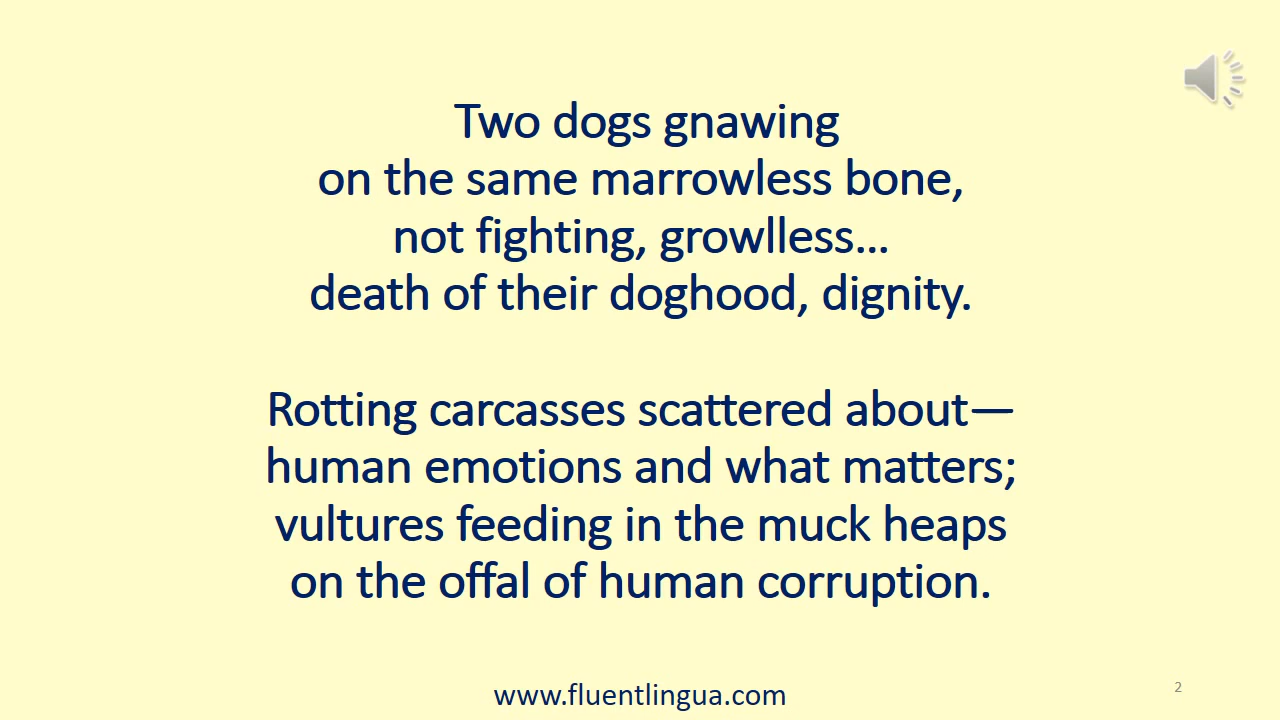 Two dogs gnawing
on the same marrowless bone,
not fighting, growlless…
death of their doghood, dignity.
Rotting carcasses scattered about—
human emotions and what matters;
vultures feeding in the muck heaps
on the offal of human corruption.
www.fluentlingua.com
2